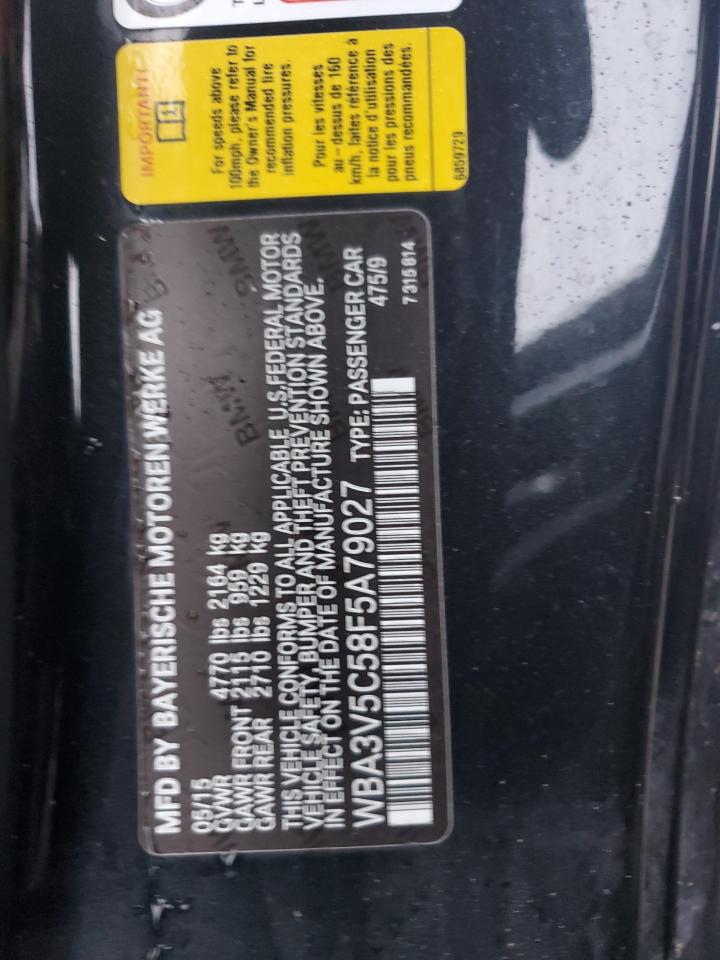 MFD BY BAYERISCHE MOTOREN WERKE AG
05/15
GVWR 4770 lbs 2164 kg
GAWR FRONT 2115 lbs 959 kg
GAWR REAR 2710 lbs 1229 kg
THIS VEHICLE CONFORMS TO ALL APPLICABLE U.S.FEDERAL MOTOR
VEHICLE SAFETY, BUMPER AND THEFT PREVENTION STANDARDS
IN EFFECT ON THE DATE OF MANUFACTURE SHOWN ABOVE.
WBA3V5C58F5A79027 TYPE: PASSENGER CAR
475/9
7315814
IMPORTANT!
For speeds above
100mph, please refer to
the Owner's Manual for
recommended tire
inflation pressures.
Pour les vitesses
au-dessus de 160
km/h, faites référence à
la notice d'utilisation
pour les pressions des
pneus recommandées.
6859729